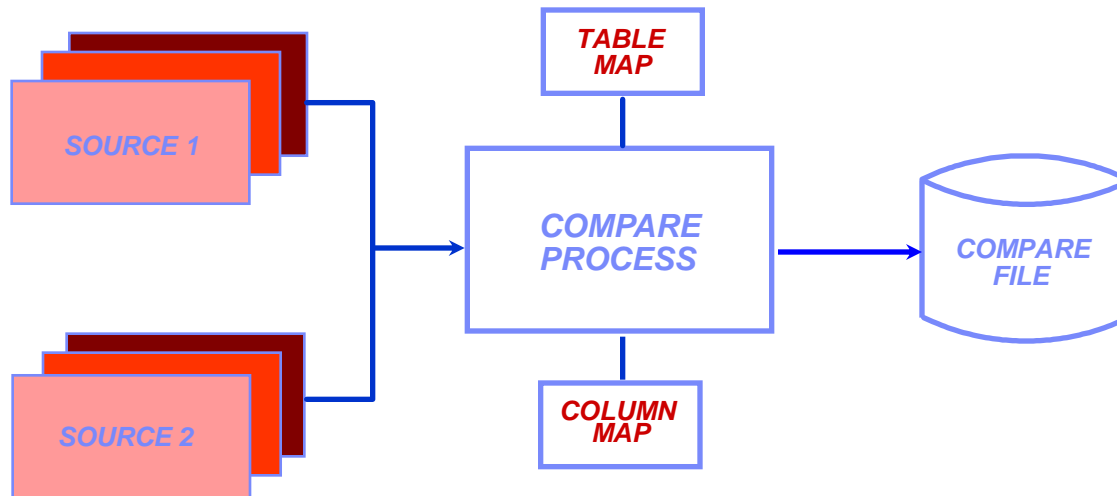 TABLE
MAP
SOURCE 1
COMPARE
PROCESS
COMPARE
FILE
SOURCE 2
COLUMN
MAP